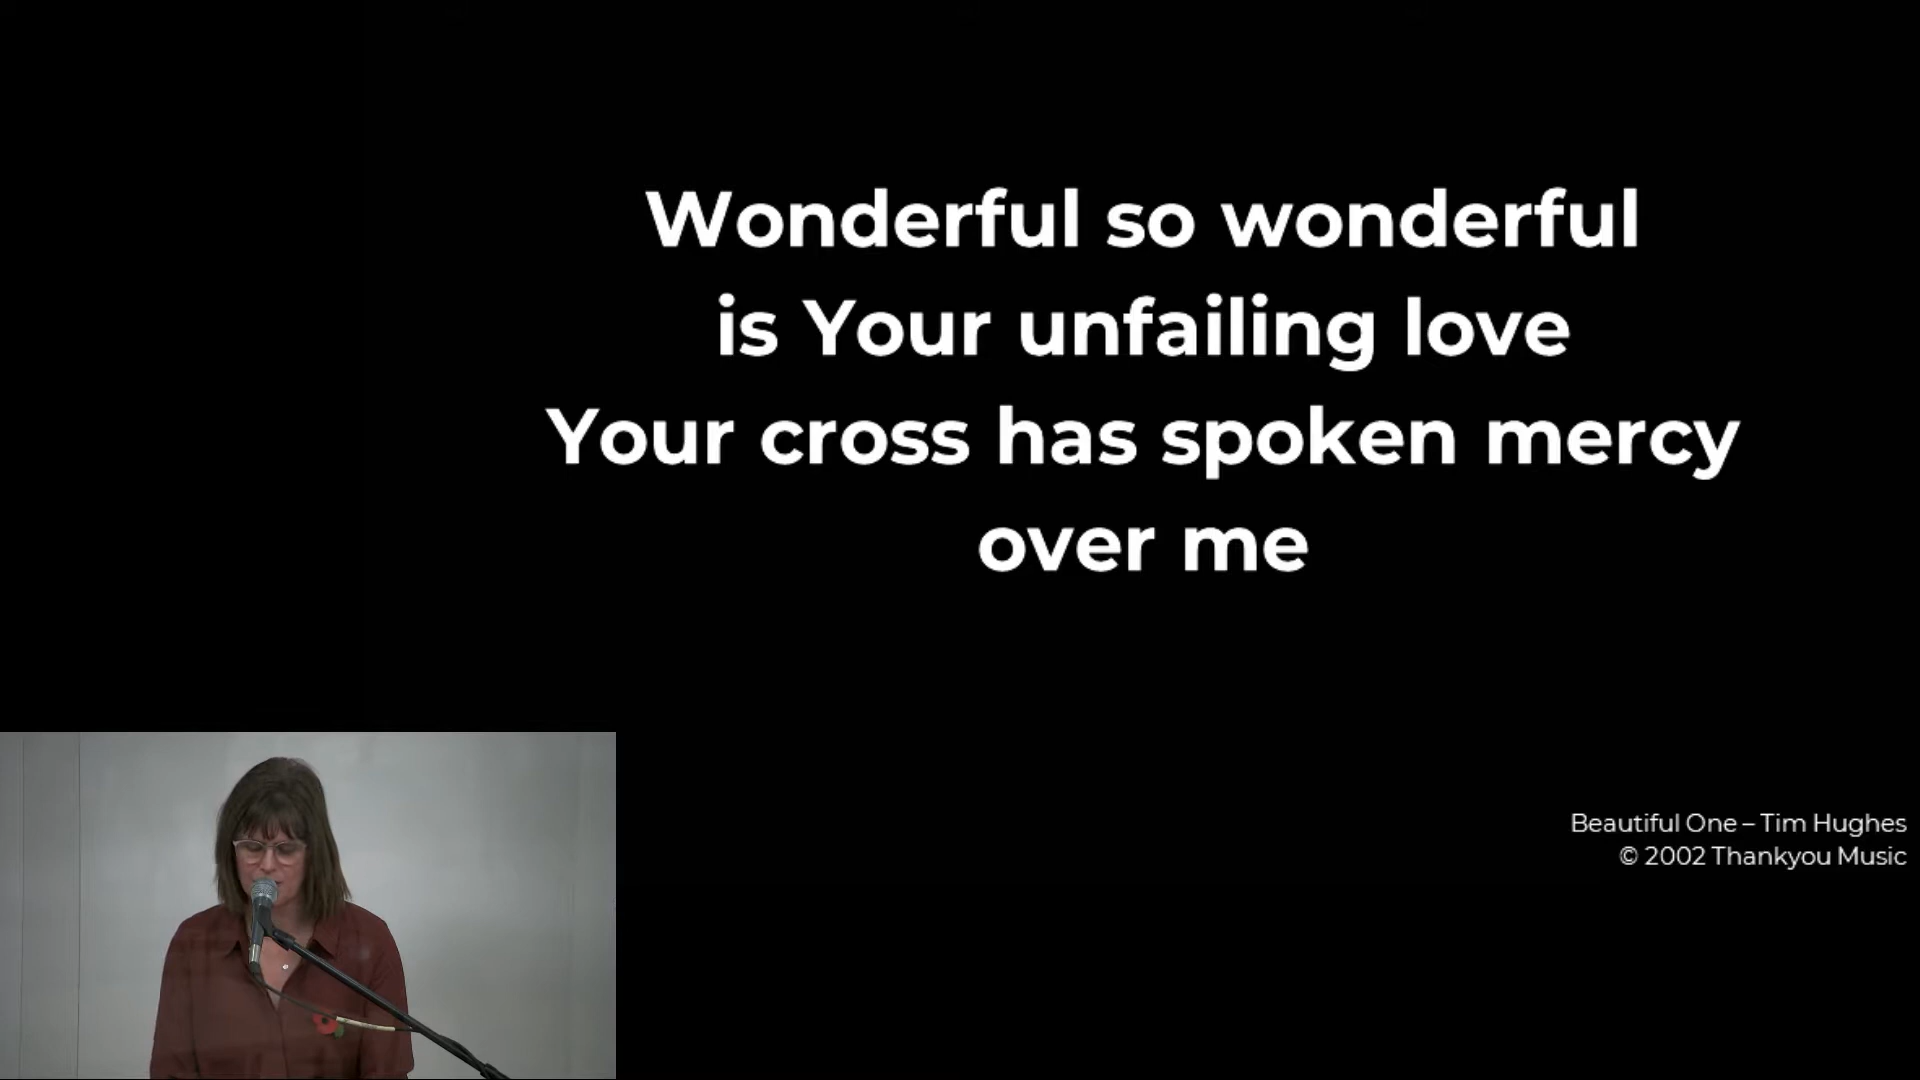 Wonderful so wonderful
is Your unfailing love
Your cross has spoken mercy
over me
Beautiful One – Tim Hughes
© 2002 Thankyou Music